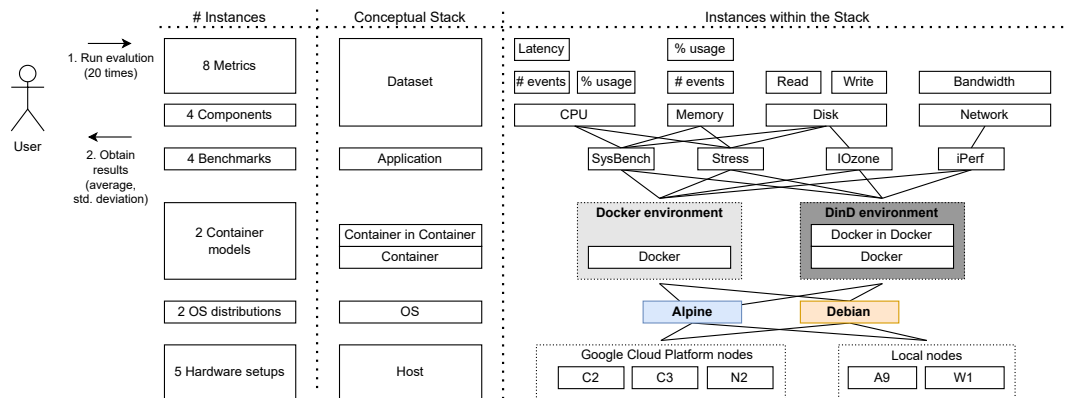 # Instances
Conceptual Stack
Instances within the Stack
1. Run evalution
(20 times)
User
2. Obtain
results
(average,
std. deviation)
8 Metrics
4 Components
4 Benchmarks
2 Container
models
2 OS distributions
5 Hardware setups
Dataset
Application
Container in Container
Container
OS
Host
Latency
% usage
# events
% usage
# events
Read
Write
Bandwidth
CPU
Memory
Disk
Network
SysBench
Stress
IOzone
iPerf
Docker environment
Docker
DinD environment
Docker in Docker
Docker
Alpine
Debian
Google Cloud Platform nodes
C2
C3
N2
Local nodes
A9
W1